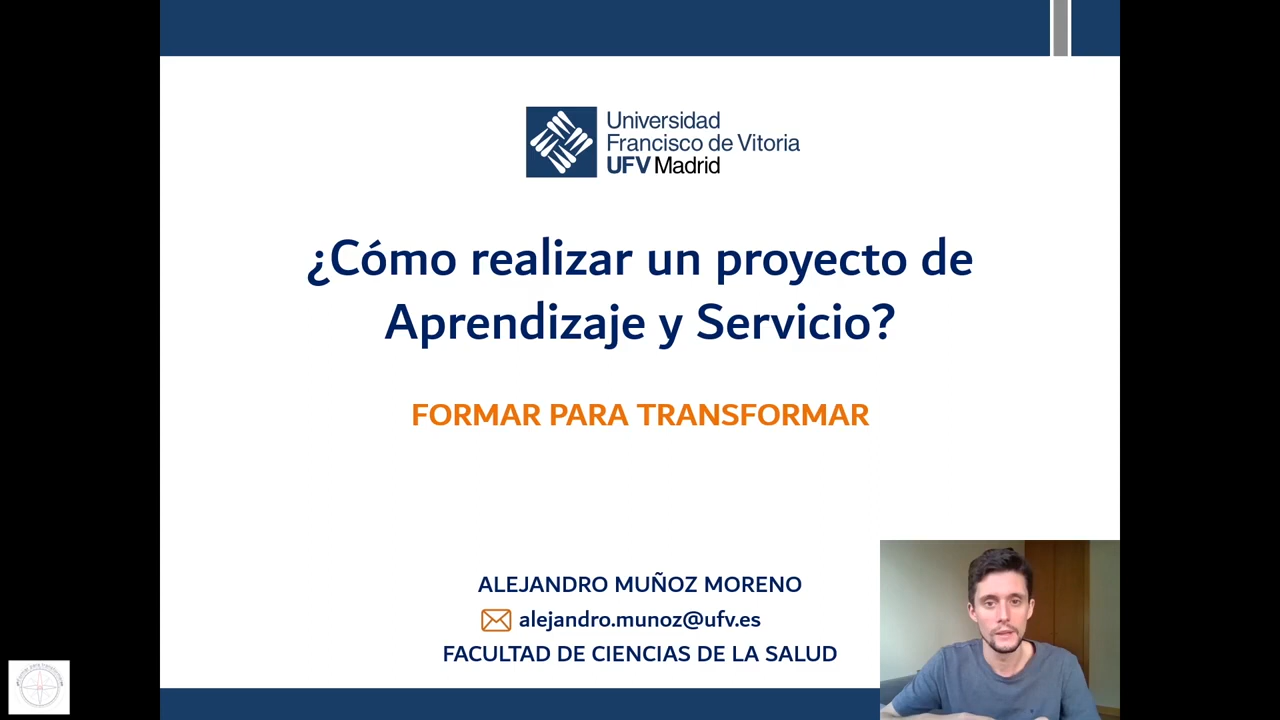 Universidad
Francisco de Vitoria
UFV Madrid
¿Cómo realizar un proyecto de
Aprendizaje y Servicio?
FORMAR PARA TRANSFORMAR
ALEJANDRO MUÑOZ MORENO
alejandro.munoz@ufv.es
FACULTAD DE CIENCIAS DE LA SALUD